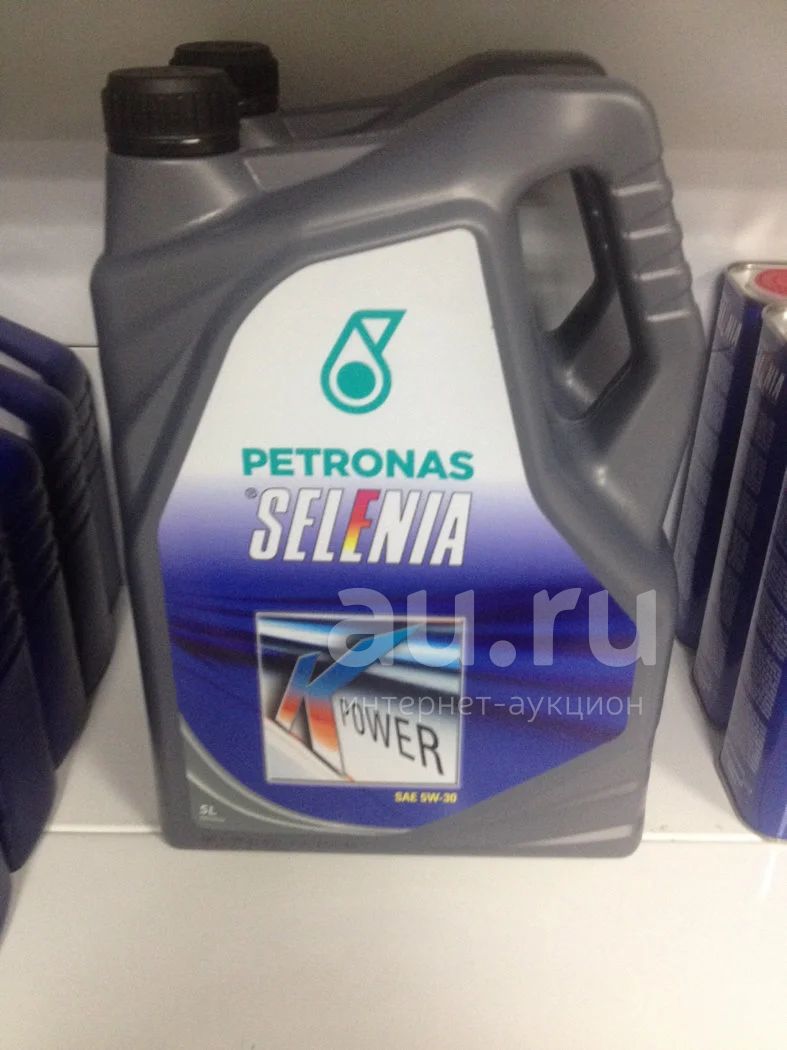 PETRONAS
® SELENIA
au.ru
интернет-аукцион
K
POWER
SAE 5W-30
5L